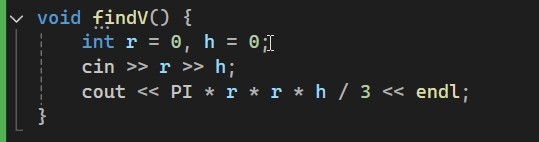 void findV() {
int r = 0, h = 0;
cin >> r >> h;
cout << PI * r * r * h / 3 << endl;
}